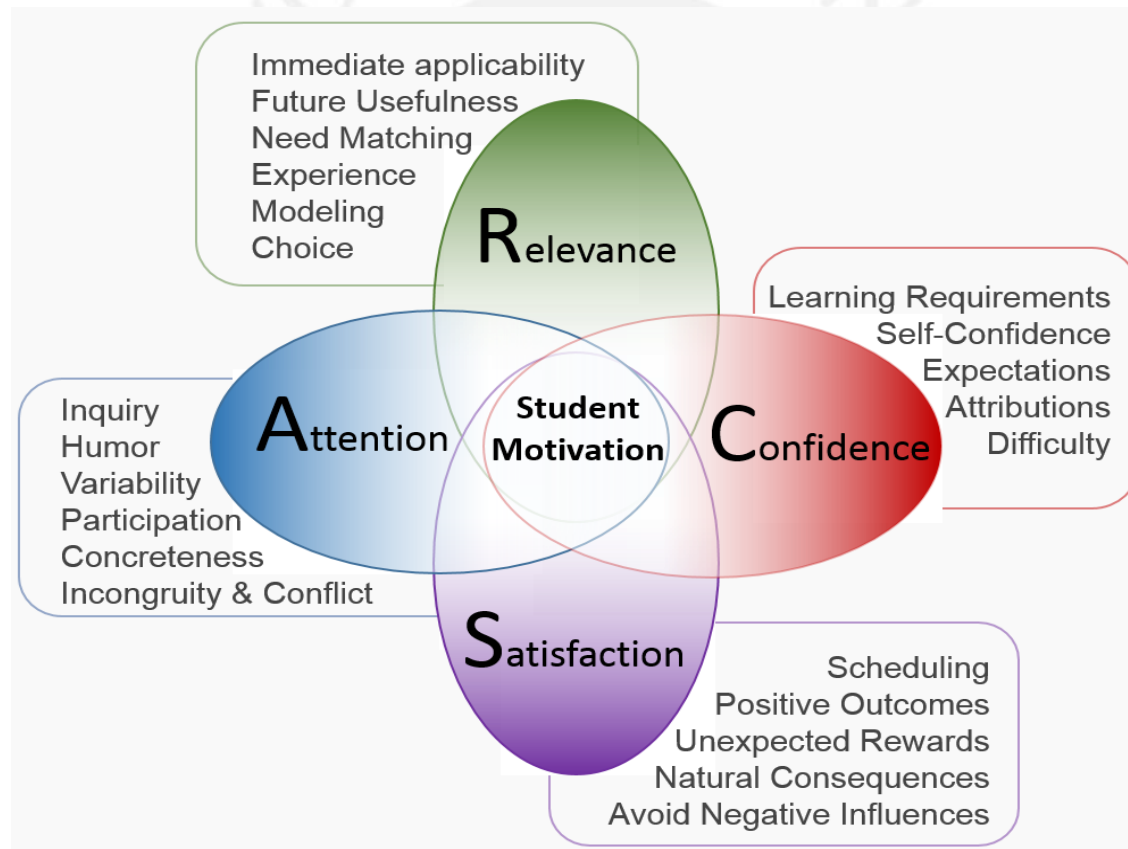 Immediate applicability
Future Usefulness
Need Matching
Experience
Modeling
Choice
Relevance
Learning Requirements
Self-Confidence
Expectations
Attributions
Difficulty
Confidence
Student
Motivation
Attention
Inquiry
Humor
Variability
Participation
Concreteness
Incongruity & Conflict
Satisfaction
Scheduling
Positive Outcomes
Unexpected Rewards
Natural Consequences
Avoid Negative Influences